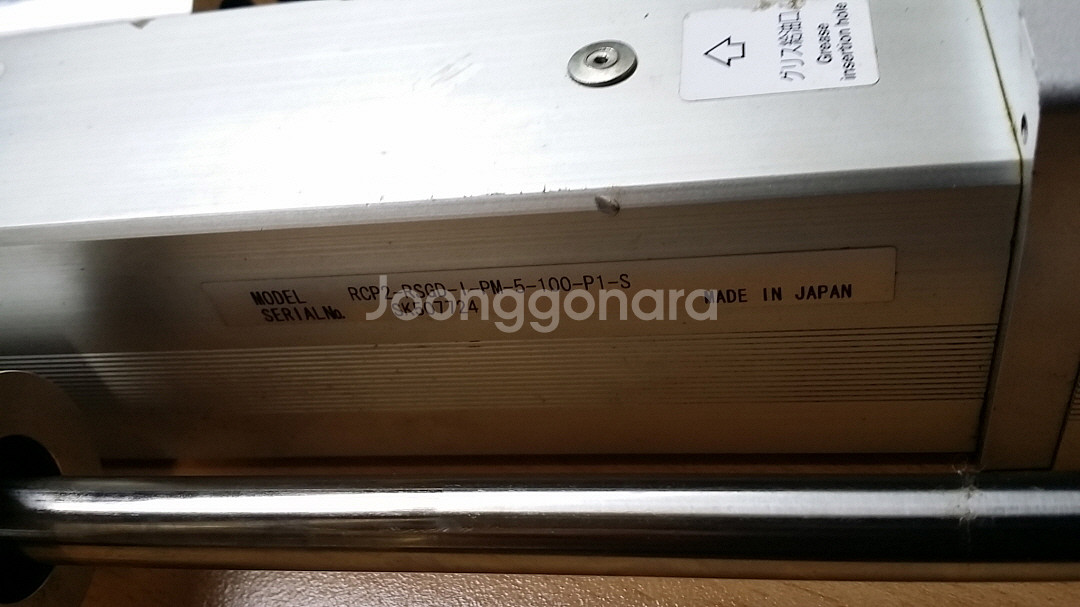 グリス給油口
Grease
insertion hole
MODEL RCP2-RSGD-I-PM-5-100-P1-S
SERIALNo. MADE IN JAPAN
Joonggonara